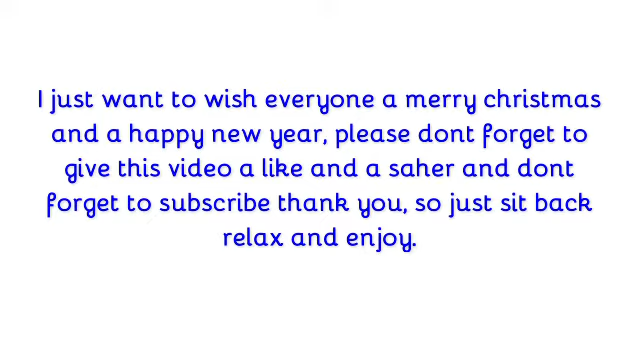 I just want to wish everyone a merry christmas
and a happy new year, please dont forget to
give this video a like and a saher and dont
forget to subscribe thank you, so just sit back
relax and enjoy.